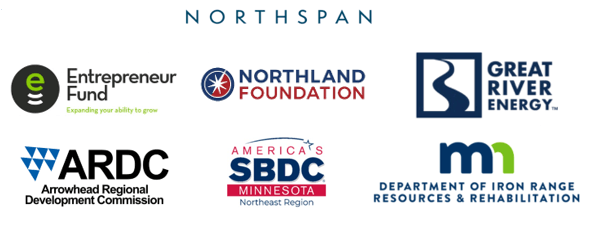 NORTHSPAN
e
Entrepreneur
Fund
Expanding your ability to grow
NORTHLAND
FOUNDATION
GREAT
RIVER
ENERGY™
ARDC
Arrowhead Regional
Development Commission
AMERICA'S
SBDC
MINNESOTA
Northeast Region
mn
DEPARTMENT OF IRON RANGE
RESOURCES & REHABILITATION